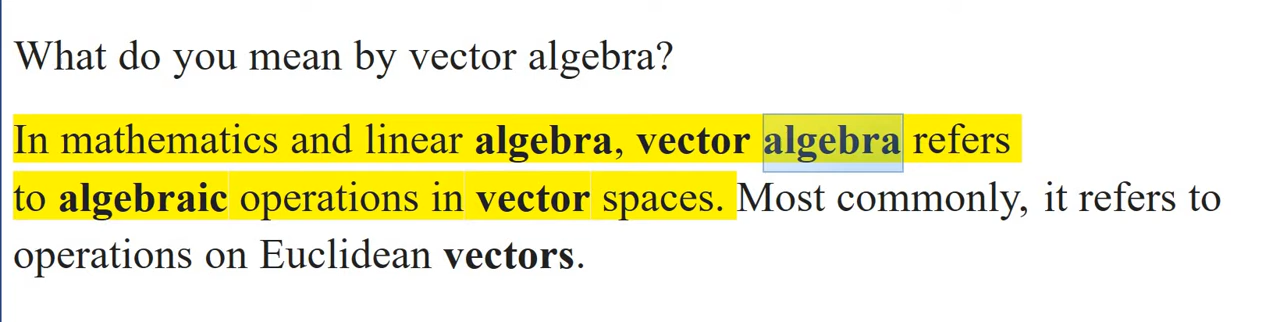 What do you mean by vector algebra?
In mathematics and linear algebra, vector algebra refers
to algebraic operations in vector spaces. Most commonly, it refers to
operations on Euclidean vectors.